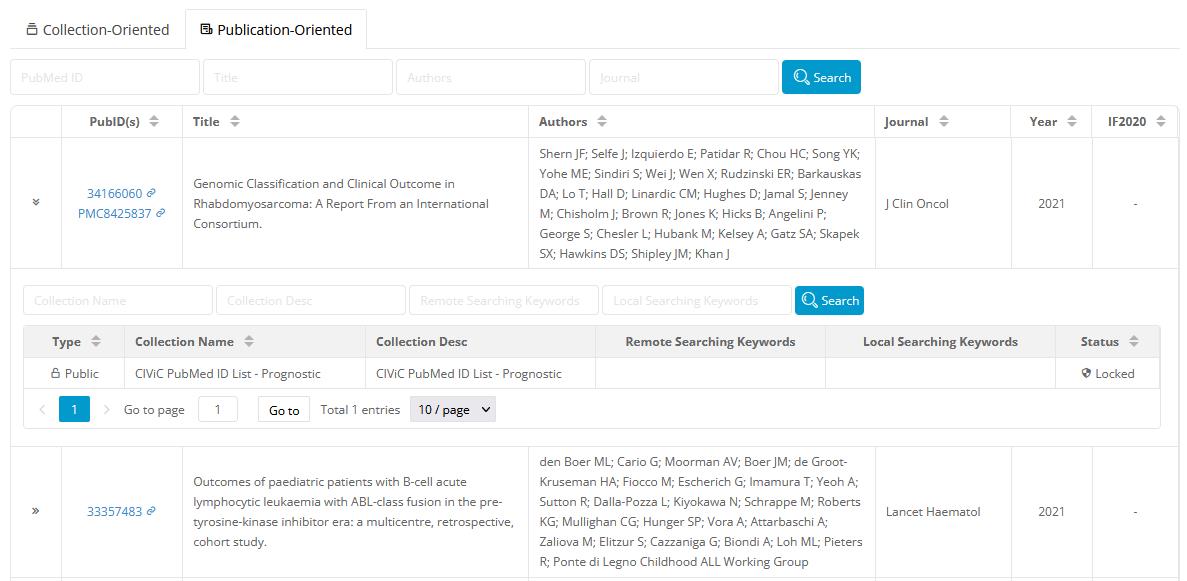 Collection-Oriented
Publication-Oriented
PubMed ID
Title
Authors
Journal
Search
PubID(s)
Title
Authors
Journal
Year
IF2020
34166060
PMC8425837
Genomic Classification and Clinical Outcome in
Rhabdomyosarcoma: A Report From an International
Consortium.
Shern JF; Selfe J; Izquierdo E; Patidar R; Chou HC; Song YK;
Yohe ME; Sindiri S; Wei J; Wen X; Rudzinski ER; Barkauskas
DA; Lo T; Hall D; Linardic CM; Hughes D; Jamal S; Jenney
M; Chisholm J; Brown R; Jones K; Hicks B; Angelini P;
George S; Chesler L; Hubank M; Kelsey A; Gatz SA; Skapek
SX; Hawkins DS; Shipley JM; Khan J
J Clin Oncol
2021
-
Collection Name
Collection Desc
Remote Searching Keywords
Local Searching Keywords
Search
Type
Collection Name
Collection Desc
Remote Searching Keywords
Local Searching Keywords
Status
Public
CIViC PubMed ID List - Prognostic
CIViC PubMed ID List - Prognostic
Locked
1
Go to page
1
Go to
Total 1 entries
10 / page
33357483
Outcomes of paediatric patients with B-cell acute
lymphocytic leukaemia with ABL-class fusion in the pre-
tyrosine-kinase inhibitor era: a multicentre, retrospective,
cohort study.
den Boer ML; Cario G; Moorman AV; Boer JM; de Groot-
Kruseman HA; Fiocco M; Escherich G; Imamura T; Yeoh A;
Sutton R; Dalla-Pozza L; Kiyokawa N; Schrappe M; Roberts
KG; Mullighan CG; Hunger SP; Vora A; Attarbaschi A;
Zaliova M; Elitzur S; Cazzaniga G; Biondi A; Loh ML; Pieters
R; Ponte di Legno Childhood ALL Working Group
Lancet Haematol
2021
-